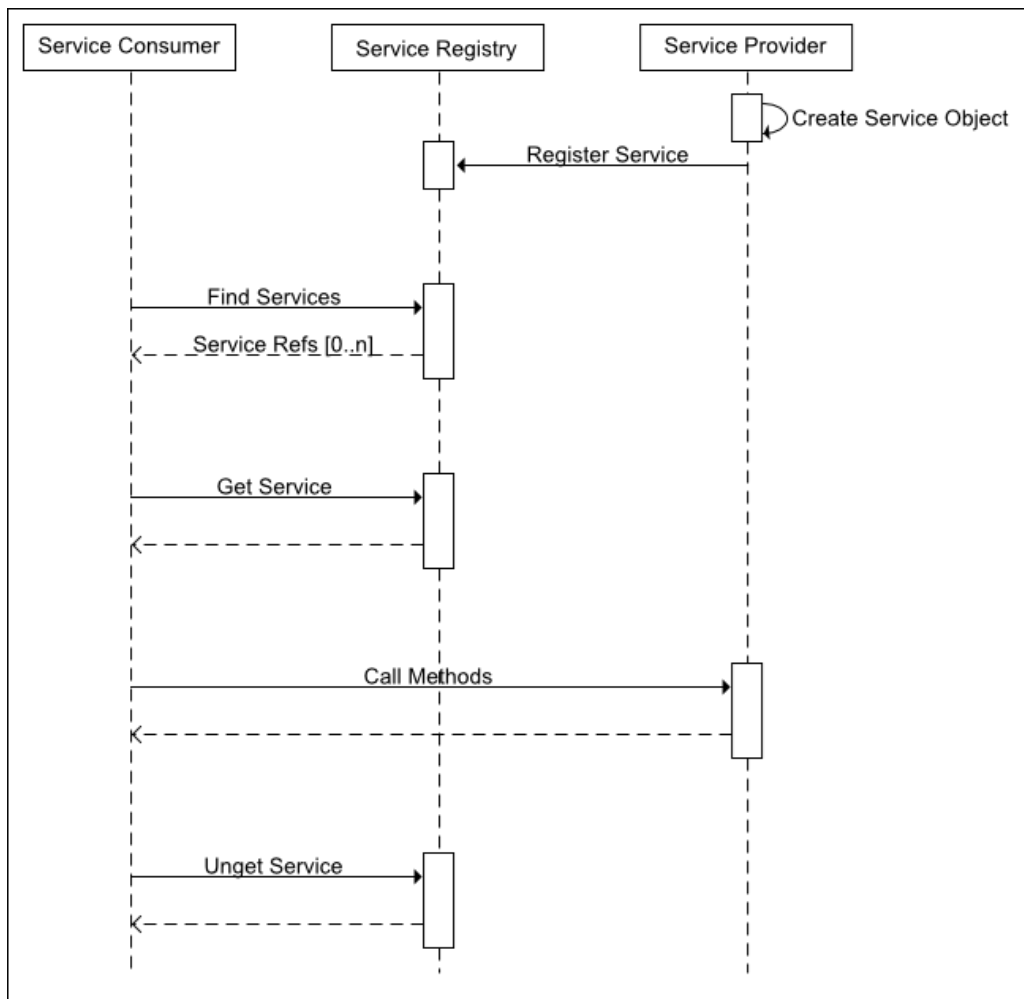 Service Consumer
Service Registry
Service Provider
Create Service Object
Register Service
Find Services
Service Refs [0..n]
Get Service
Call Methods
Unget Service